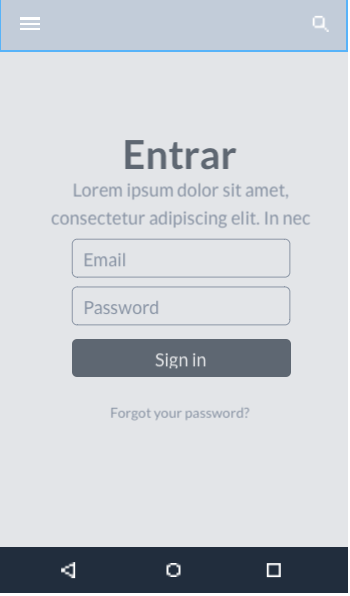 Entrar
Lorem ipsum dolor sit amet,
consectetur adipiscing elit. In nec
Email
Password
Sign in
Forgot your password?